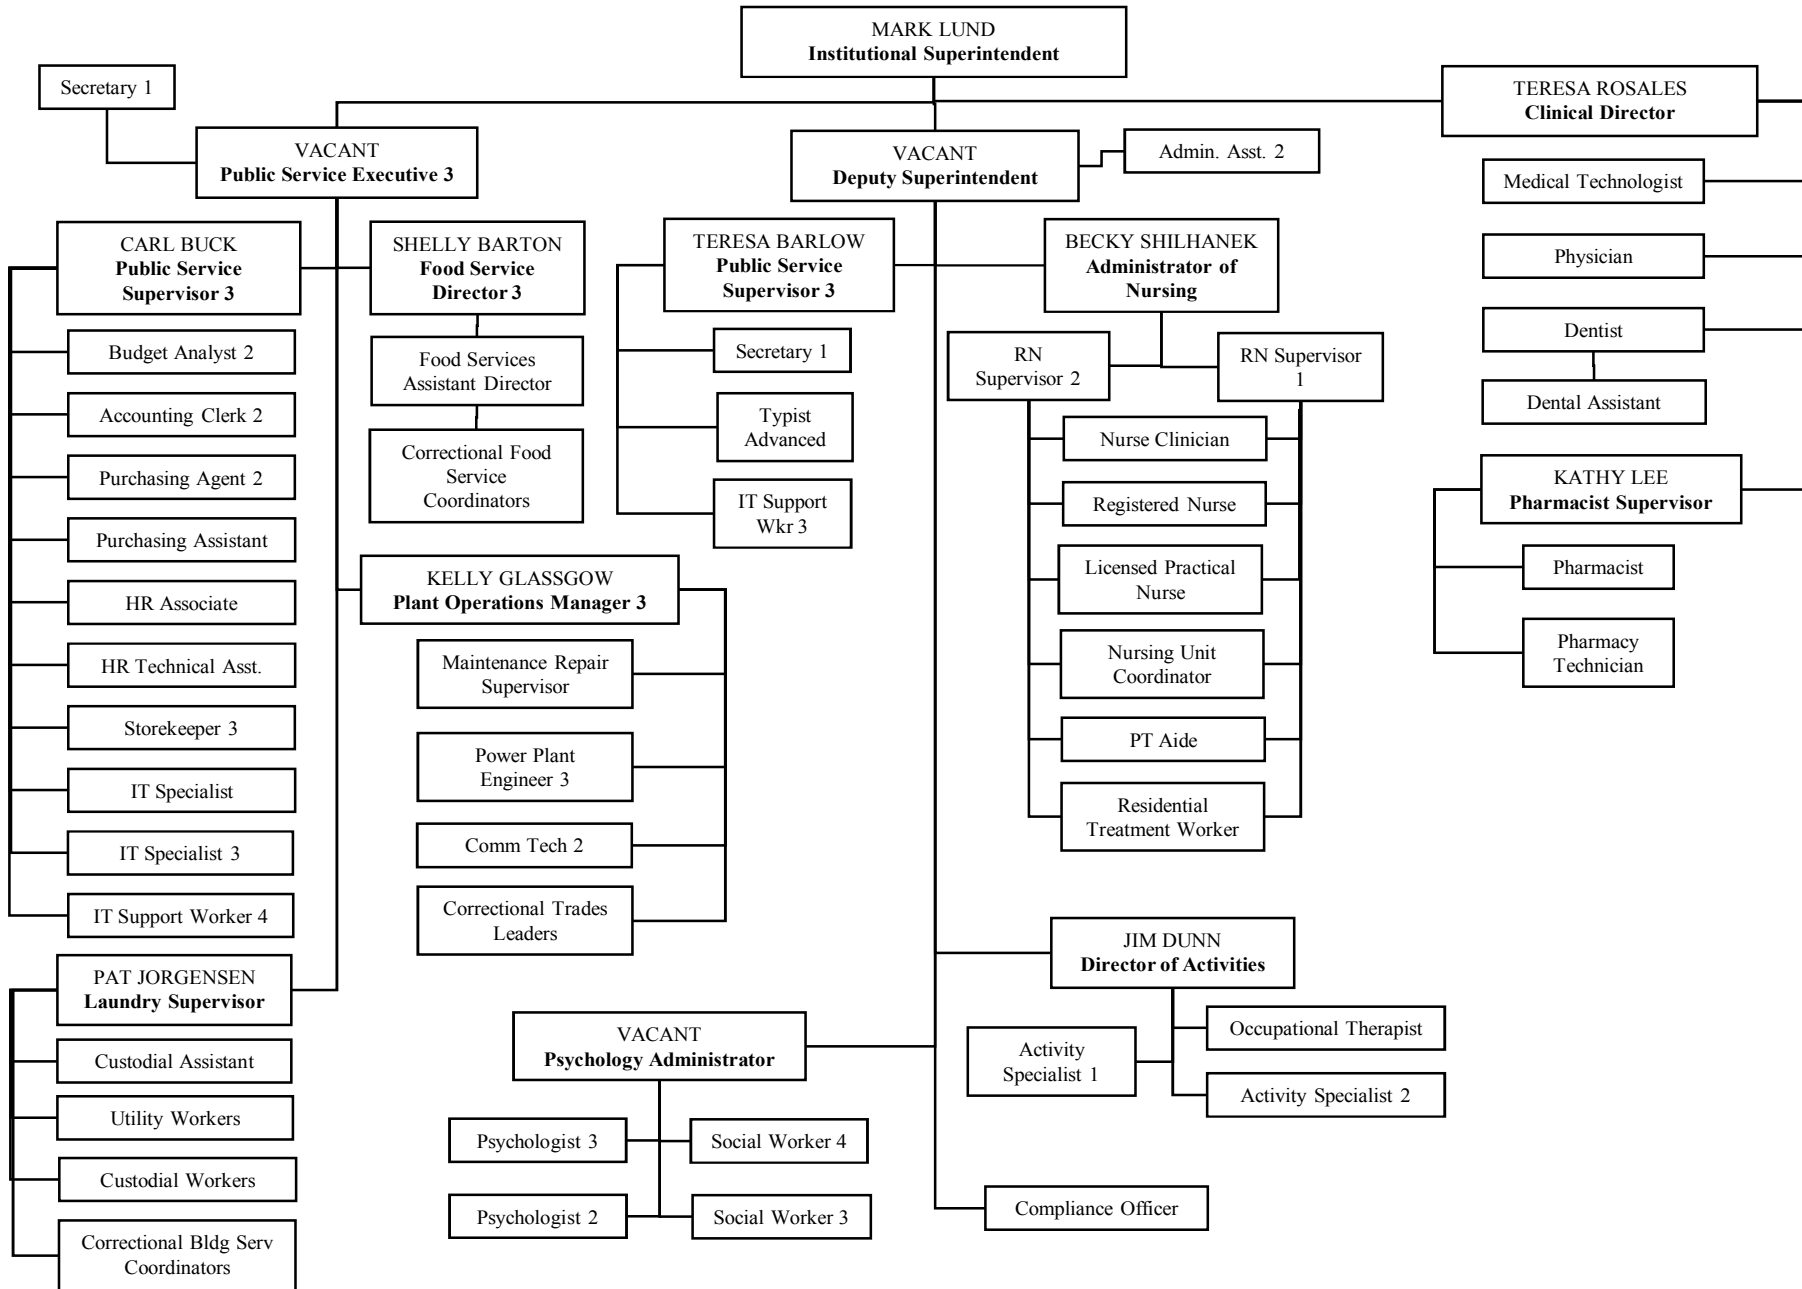 MARK LUND
Institutional Superintendent
Secretary 1
TERESA ROSALES
Clinical Director
VACANT
Public Service Executive 3
VACANT
Deputy Superintendent
Admin. Asst. 2
CARL BUCK
Public Service
Supervisor 3
Budget Analyst 2
Accounting Clerk 2
Purchasing Agent 2
Purchasing Assistant
HR Associate
HR Technical Asst.
Storekeeper 3
IT Specialist
IT Specialist 3
IT Support Worker 4
PAT JORGENSEN
Laundry Supervisor
Custodial Assistant
Utility Workers
Custodial Workers
Correctional Bldg Serv
Coordinators
SHELLY BARTON
Food Service
Director 3
Food Services
Assistant Director
Correctional Food
Service
Coordinators
KELLY GLASSGOW
Plant Operations Manager 3
Maintenance Repair
Supervisor
Power Plant
Engineer 3
Comm Tech 2
Correctional Trades
Leaders
TERESA BARLOW
Public Service
Supervisor 3
Secretary 1
Typist
Advanced
IT Support
Wkr 3
BECKY SHILHANEK
Administrator of
Nursing
RN
Supervisor 2
RN Supervisor
1
Nurse Clinician
Registered Nurse
Licensed Practical
Nurse
Nursing Unit
Coordinator
PT Aide
Residential
Treatment Worker
JIM DUNN
Director of Activities
Activity
Specialist 1
Occupational Therapist
Activity Specialist 2
VACANT
Psychology Administrator
Psychologist 3
Social Worker 4
Psychologist 2
Social Worker 3
Compliance Officer
Medical Technologist
Physician
Dentist
Dental Assistant
KATHY LEE
Pharmacist Supervisor
Pharmacist
Pharmacy
Technician